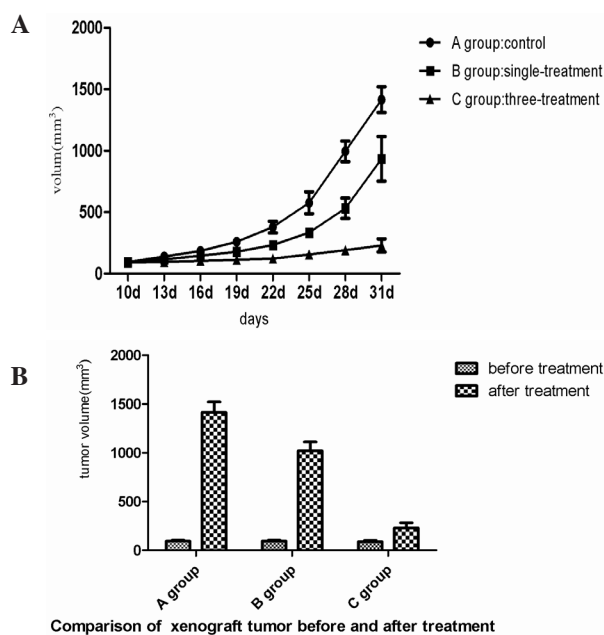 A
2000
1500
1000
500
0
volum(mm³)
10d 13d 16d 19d 22d 25d 28d 31d
days
A group:control
B group:single-treatment
C group:three-treatment
B
2000
1500
1000
500
0
tumor volume(mm³)
A group
B group
C group
before treatment
after treatment
Comparison of xenograft tumor before and after treatment